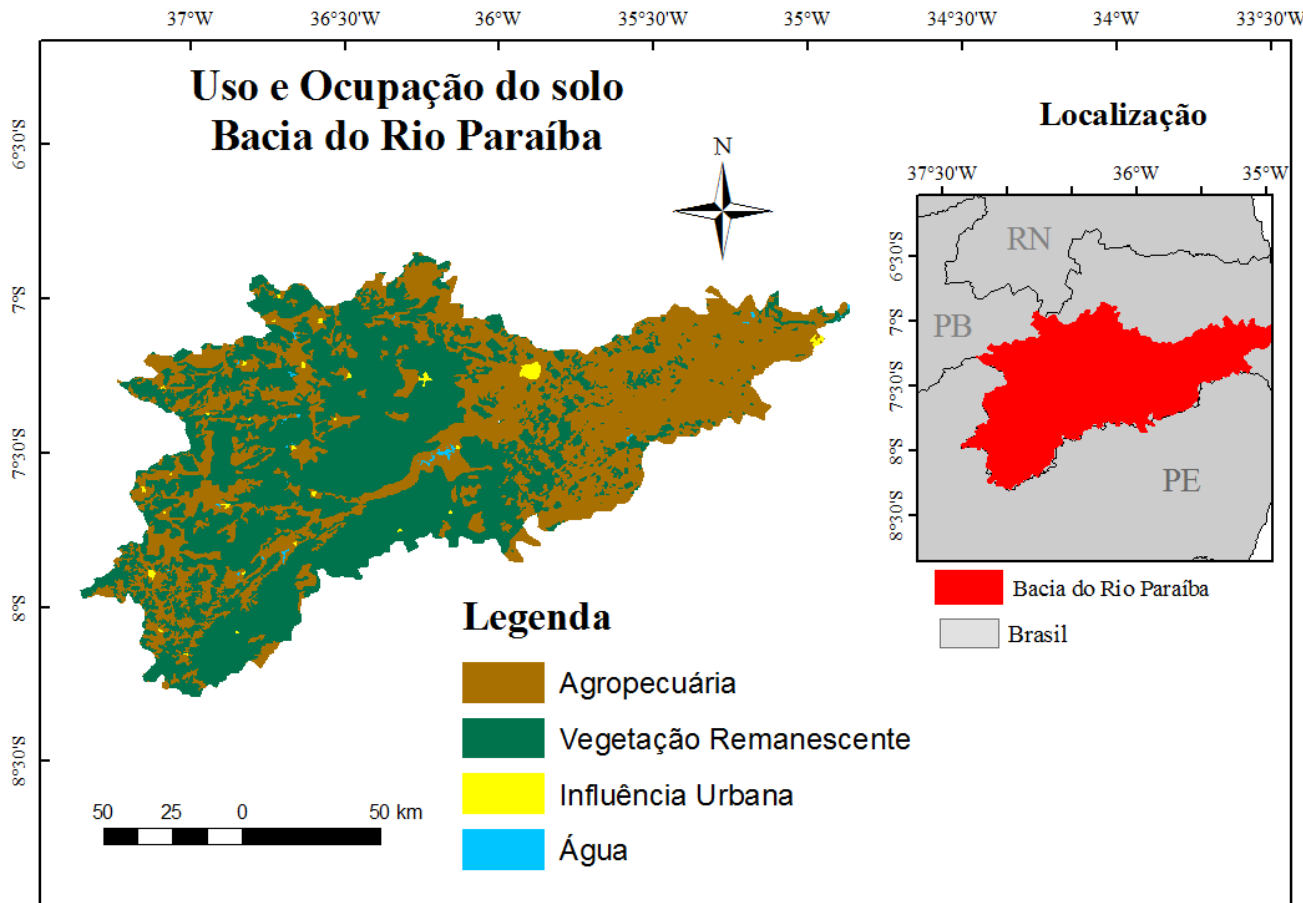 37°W 36°30'W 36°W 35°30'W 35°W 34°30'W 34°W 33°30'W
Uso e Ocupação do solo
Bacia do Rio Paraíba
N
6°30'S
7°S
7°30'S
8°S
8°30'S
Localização
37°30'W 36°W 35°W
6°30'S
7°S
7°30'S
8°S
8°30'S
RN
PB
PE
Bacia do Rio Paraíba
Brasil
Legenda
Agropecuária
Vegetação Remanescente
Influência Urbana
Água
50 25 0 50 km